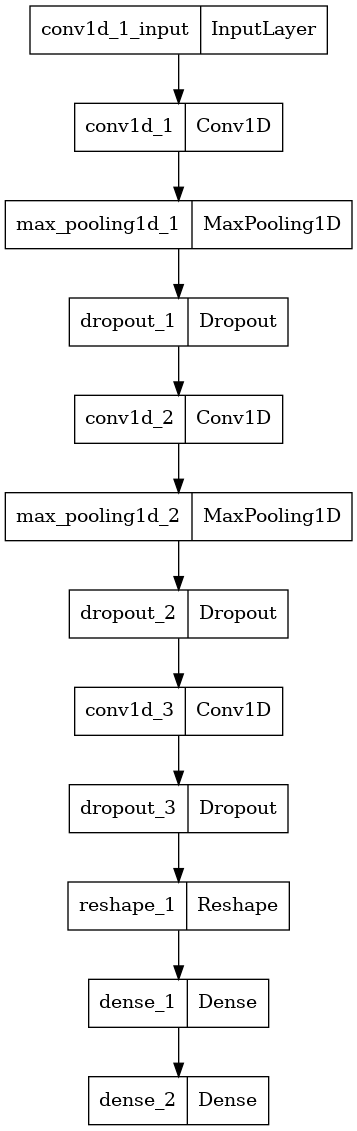 conv1d_1_input InputLayer
conv1d_1 Conv1D
max_pooling1d_1 MaxPooling1D
dropout_1 Dropout
conv1d_2 Conv1D
max_pooling1d_2 MaxPooling1D
dropout_2 Dropout
conv1d_3 Conv1D
dropout_3 Dropout
reshape_1 Reshape
dense_1 Dense
dense_2 Dense